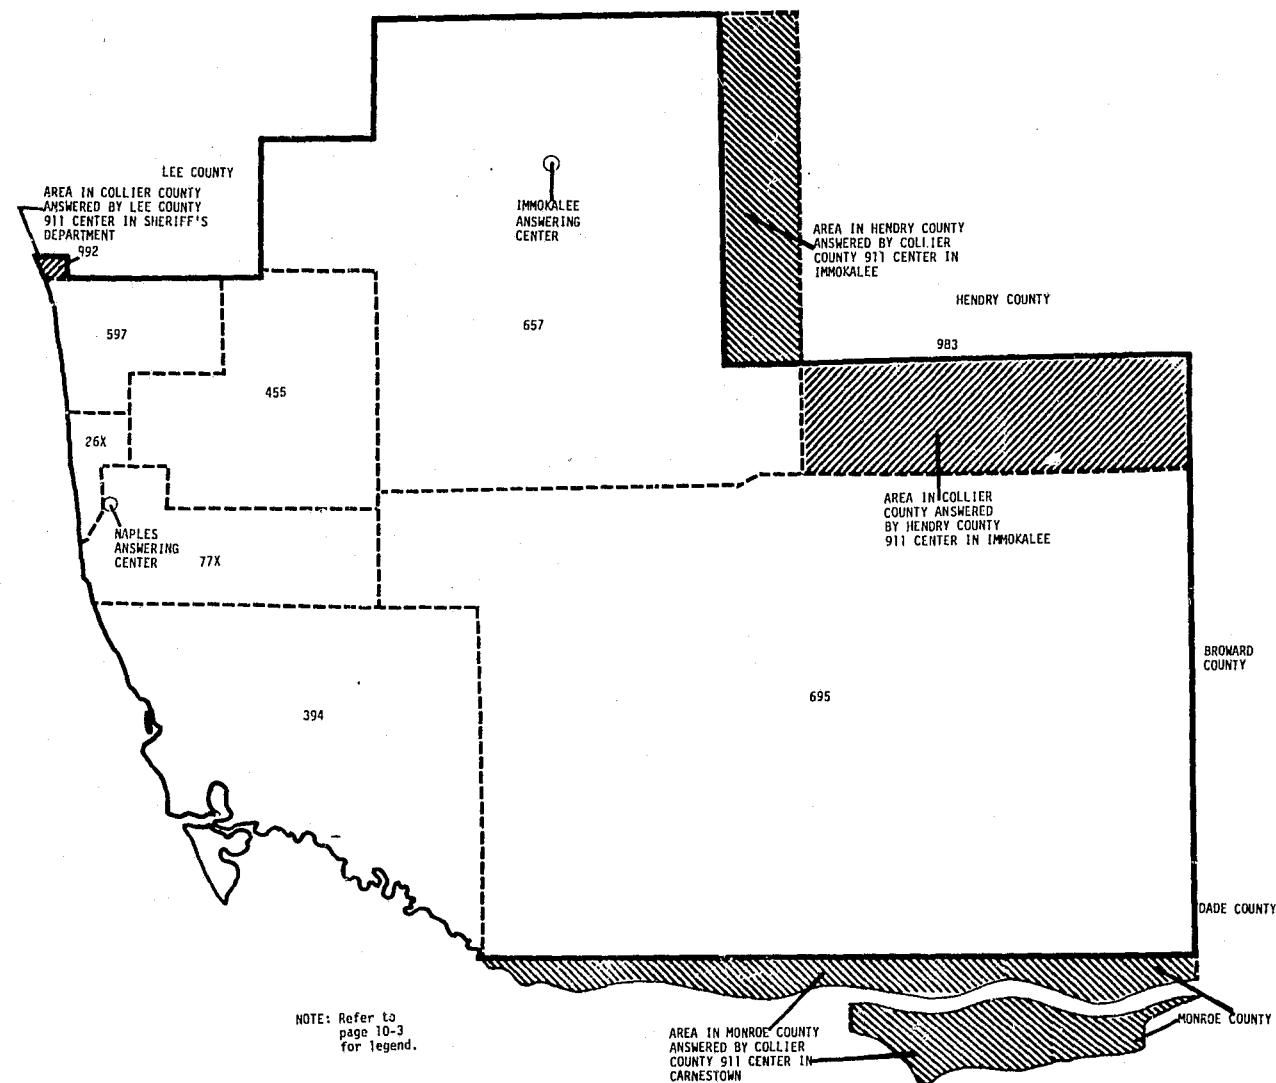 LEE COUNTY
AREA IN COLLIER COUNTY
ANSWERED BY LEE COUNTY
911 CENTER IN SHERIFF'S
DEPARTMENT
992
IMMOKALEE
ANSWERING
CENTER
AREA IN HENDRY COUNTY
ANSWERED BY COLLIER
COUNTY 911 CENTER IN
IMMOKALEE
HENDRY COUNTY
983
597
657
455
26X
AREA IN COLLIER
COUNTY ANSWERED
BY HENDRY COUNTY
911 CENTER IN IMMOKALEE
NAPLES
ANSWERING
CENTER
77X
BROWARD
COUNTY
394
695
DADE COUNTY
NOTE: Refer to
page 10-3
for legend.
AREA IN MONROE COUNTY
ANSWERED BY COLLIER
COUNTY 911 CENTER IN
CARNESTOWN
MONROE COUNTY